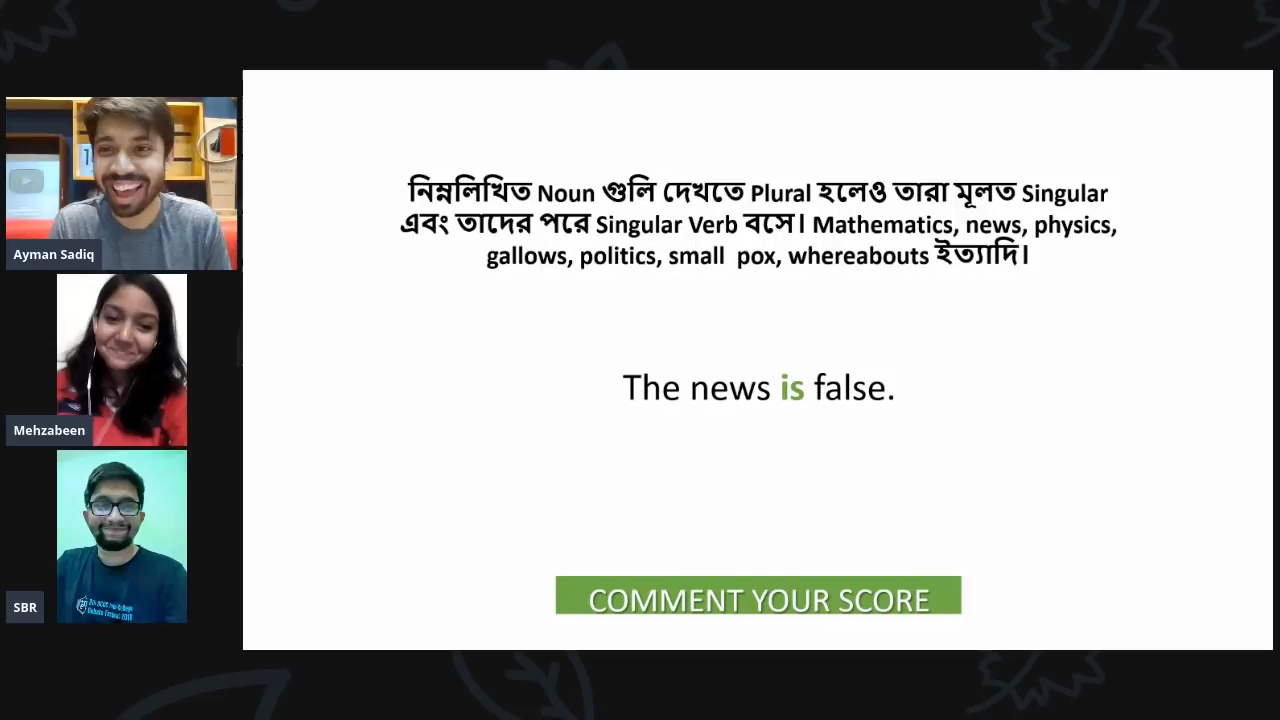 Ayman Sadiq
Mehzabeen
SBR
নিম্নলিখিত Noun গুলি দেখতে Plural হলেও তারা মূলত Singular
এবং তাদের পরে Singular Verb বসে। Mathematics, news, physics,
gallows, politics, small pox, whereabouts ইত্যাদি।
The news is false.
COMMENT YOUR SCORE